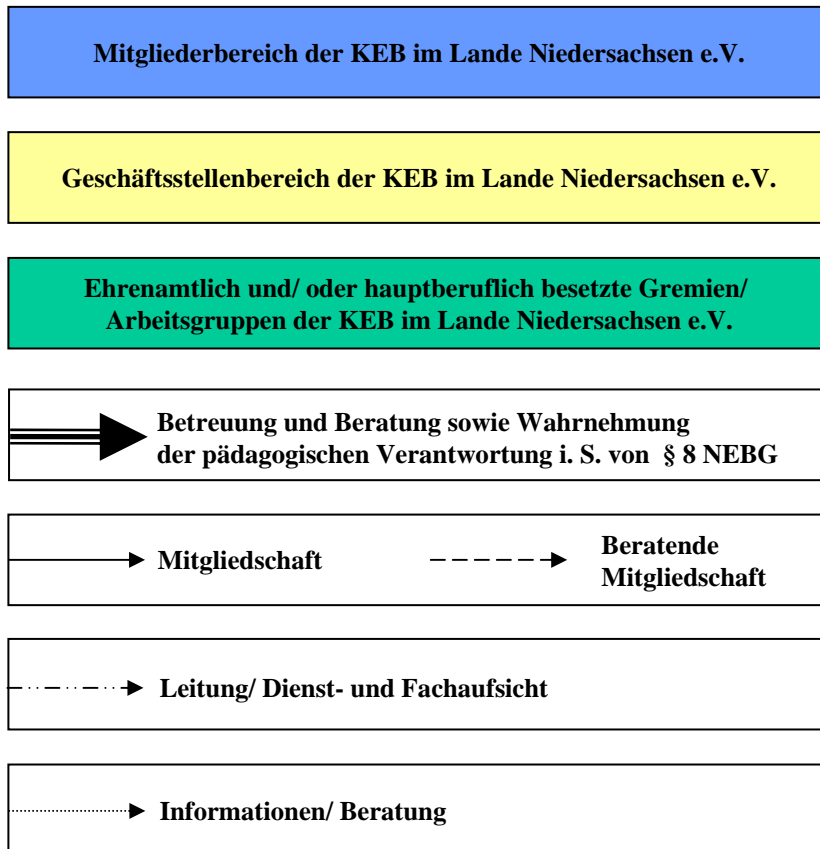 Mitgliederbereich der KEB im Lande Niedersachsen e.V.
Geschäftsstellenbereich der KEB im Lande Niedersachsen e.V.
Ehrenamtlich und/ oder hauptberuflich besetzte Gremien/
Arbeitsgruppen der KEB im Lande Niedersachsen e.V.
Betreuung und Beratung sowie Wahrnehmung
der pädagogischen Verantwortung i. S. von § 8 NEBG
Mitgliedschaft
Beratende
Mitgliedschaft
Leitung/ Dienst- und Fachaufsicht
Informationen/ Beratung